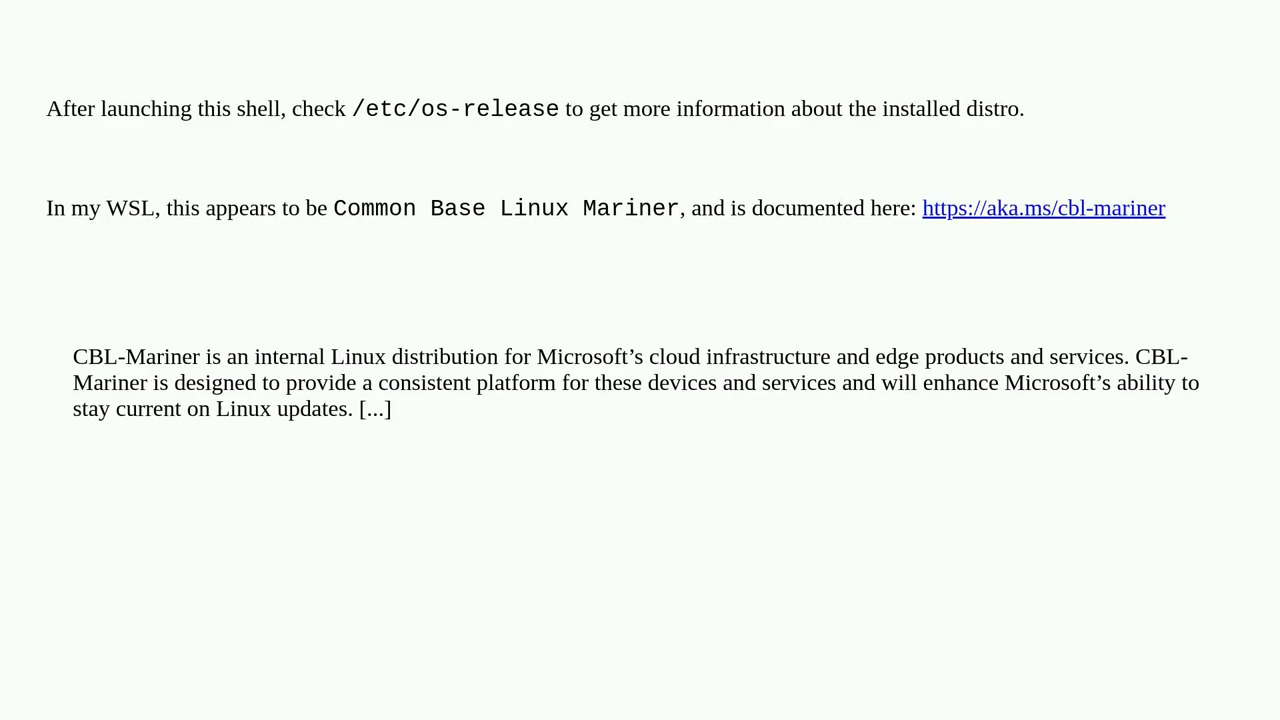 After launching this shell, check /etc/os-release to get more information about the installed distro.
In my WSL, this appears to be Common Base Linux Mariner, and is documented here: https://aka.ms/cbl-mariner
CBL-Mariner is an internal Linux distribution for Microsoft’s cloud infrastructure and edge products and services. CBL-
Mariner is designed to provide a consistent platform for these devices and services and will enhance Microsoft’s ability to
stay current on Linux updates. [...]